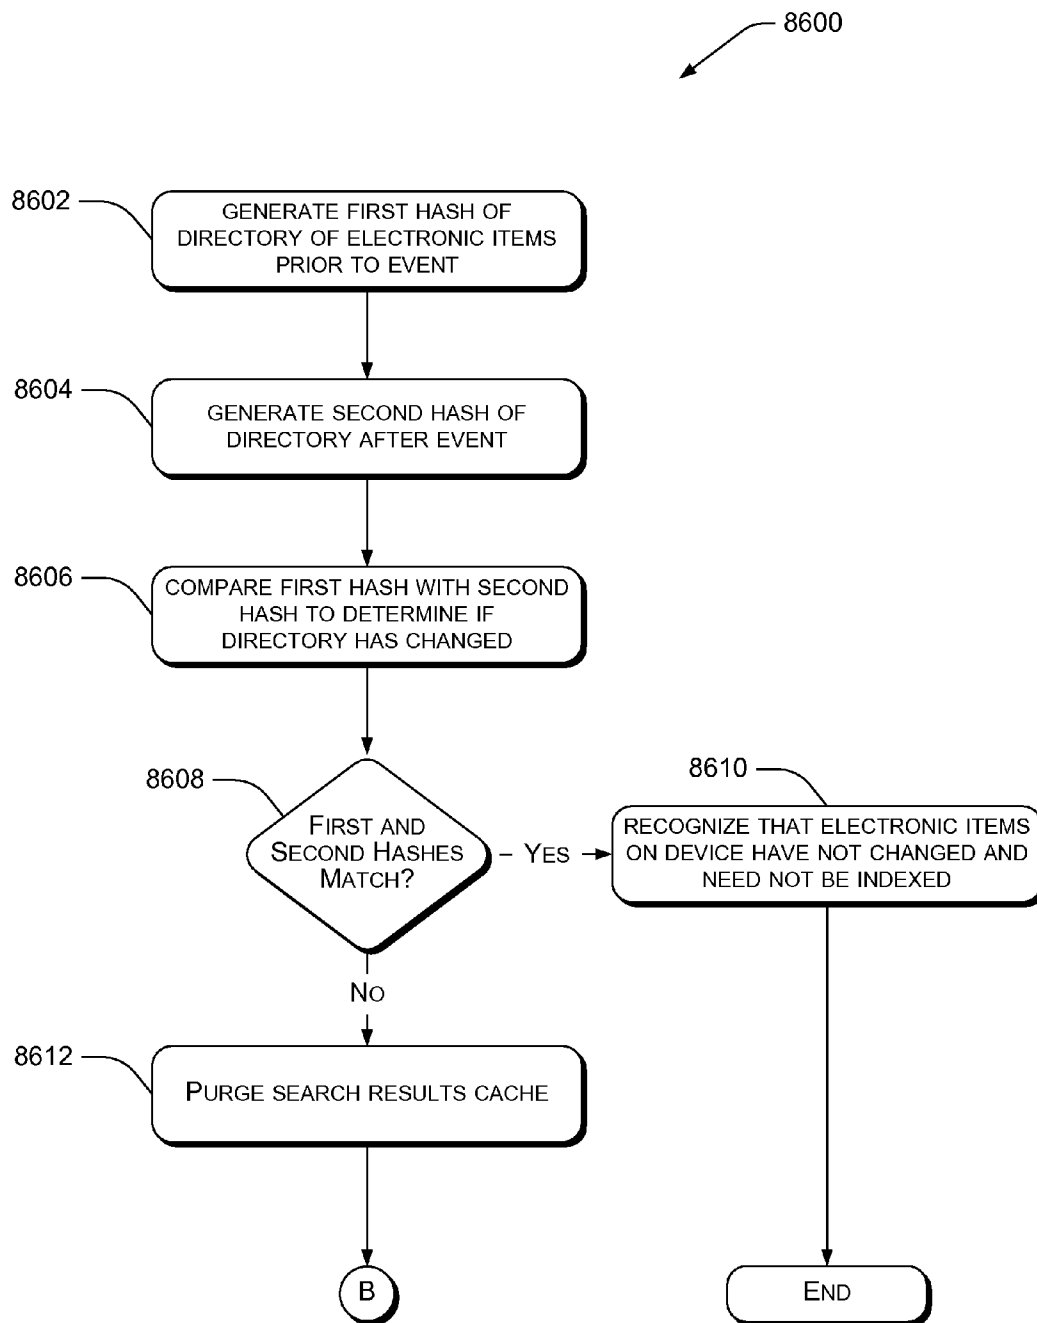 8600
8602
GENERATE FIRST HASH OF
DIRECTORY OF ELECTRONIC ITEMS
PRIOR TO EVENT
8604
GENERATE SECOND HASH OF
DIRECTORY AFTER EVENT
8606
COMPARE FIRST HASH WITH SECOND
HASH TO DETERMINE IF
DIRECTORY HAS CHANGED
8608
FIRST AND
SECOND HASHES
MATCH?
YES
8610
RECOGNIZE THAT ELECTRONIC ITEMS
ON DEVICE HAVE NOT CHANGED AND
NEED NOT BE INDEXED
NO
8612
PURGE SEARCH RESULTS CACHE
B
END